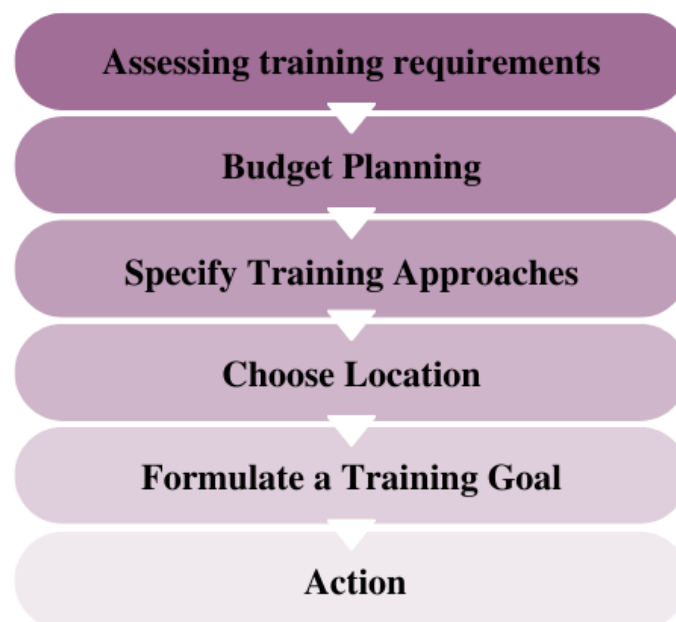 Assessing training requirements
Budget Planning
Specify Training Approaches
Choose Location
Formulate a Training Goal
Action